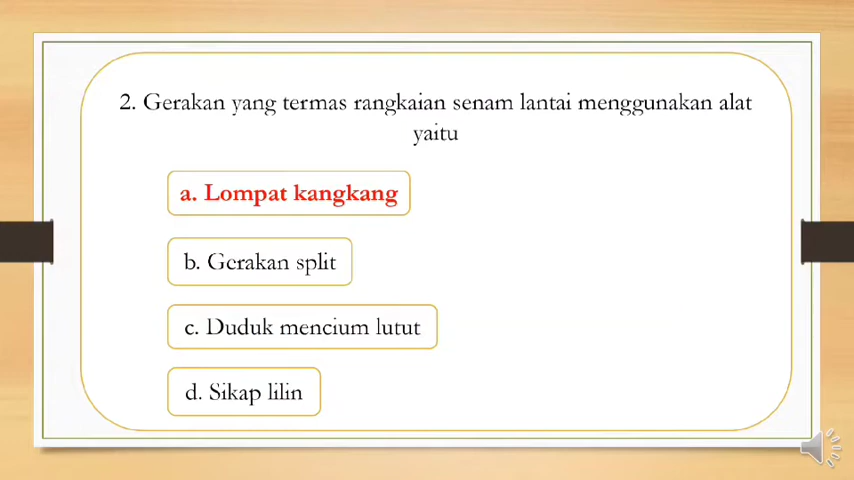 2. Gerakan yang termas rangkaian senam lantai menggunakan alat
yaitu
a. Lompat kangkang
b. Gerakan split
c. Duduk mencium lutut
d. Sikap lilin